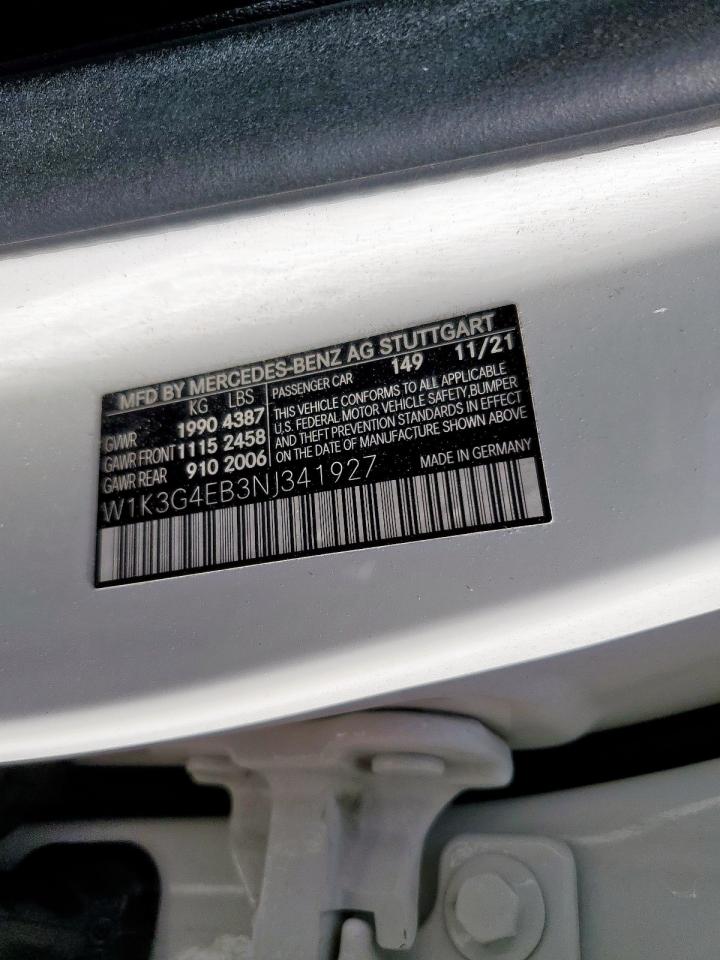 MFD BY MERCEDES-BENZ AG STUTTGART
KG LBS
GVWR 1990 4387
GAWR FRONT 1115 2458
GAWR REAR 910 2006
PASSENGER CAR 149 11/21
THIS VEHICLE CONFORMS TO ALL APPLICABLE
U.S. FEDERAL MOTOR VEHICLE SAFETY, BUMPER
AND THEFT PREVENTION STANDARDS IN EFFECT
ON THE DATE OF MANUFACTURE SHOWN ABOVE
W1K3G4EB3NJ341927
MADE IN GERMANY